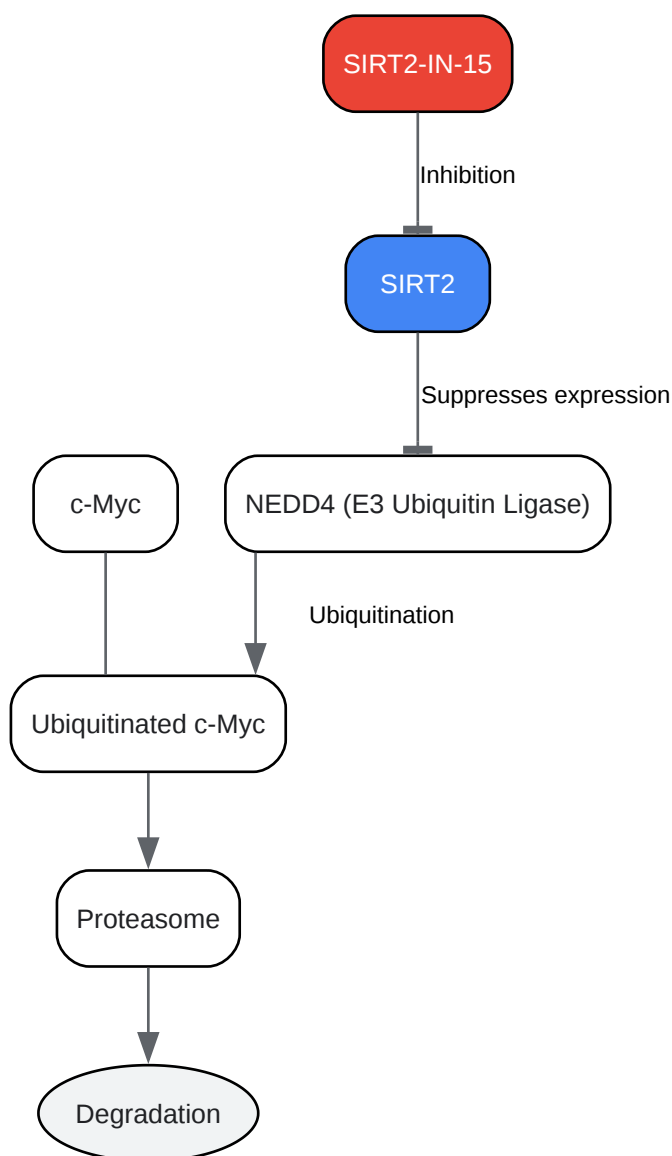 SIRT2-IN-15
Inhibition
SIRT2
Suppresses expression
c-Myc
NEDD4 (E3 Ubiquitin Ligase)
Ubiquitination
Ubiquitinated c-Myc
Proteasome
Degradation